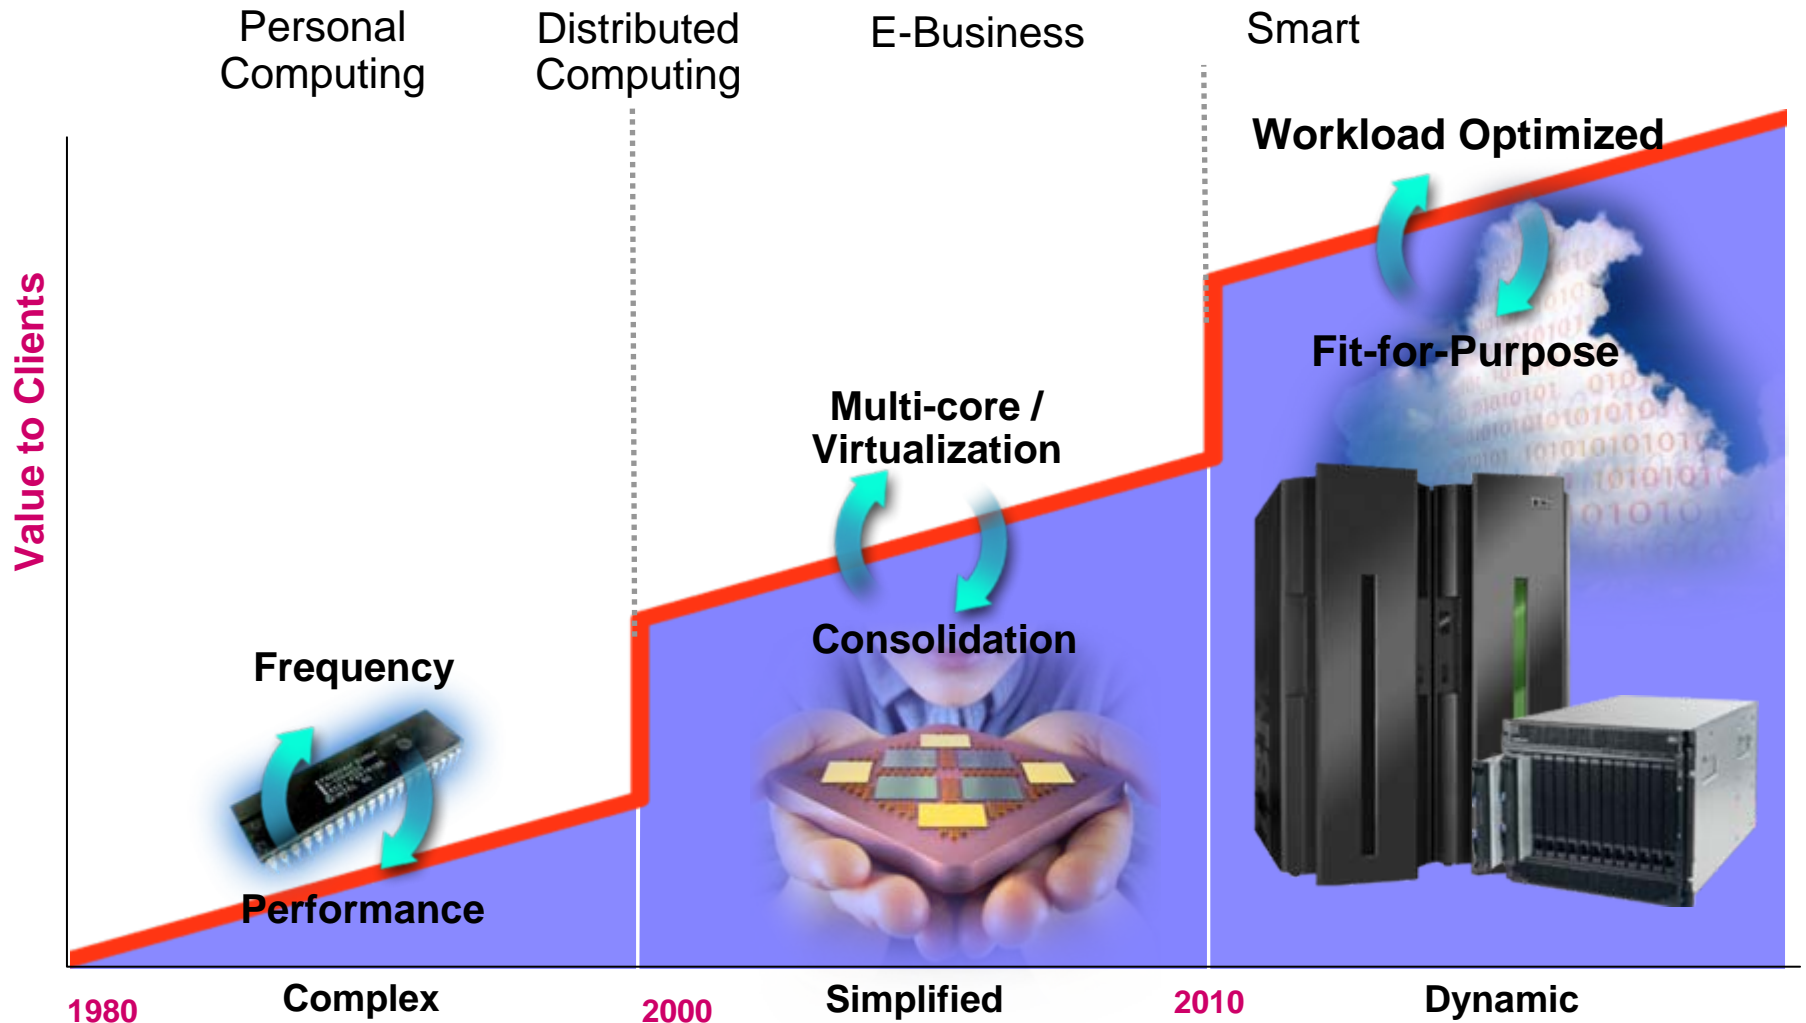 Personal
Computing
Distributed
Computing
E-Business
Smart
Workload Optimized
Fit-for-Purpose
Multi-core /
Virtualization
Consolidation
Frequency
Performance
Value to Clients
1980
Complex
2000
Simplified
2010
Dynamic